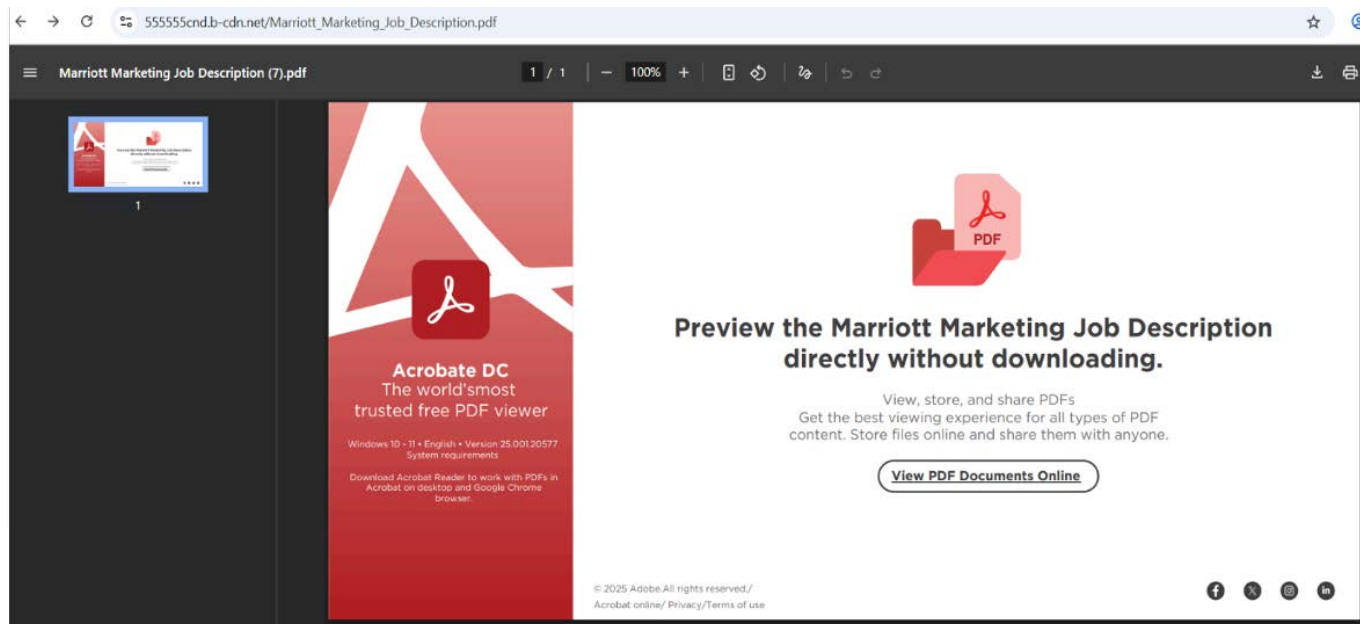 555555cnd.b-cdn.net/Marriott_Marketing_Job_Description.pdf
Marriott Marketing Job Description (7).pdf
1 / 1
100%
1
Acrobate DC
The world'smost
trusted free PDF viewer
Windows 10 - 11 • English • Version 25.001.20577
System requirements
Download Acrobat Reader to work with PDFs in
Acrobat on desktop and Google Chrome
browser.
PDF
Preview the Marriott Marketing Job Description
directly without downloading.
View, store, and share PDFs
Get the best viewing experience for all types of PDF
content. Store files online and share them with anyone.
View PDF Documents Online
© 2025 Adobe.All rights reserved./
Acrobat online/ Privacy/Terms of use